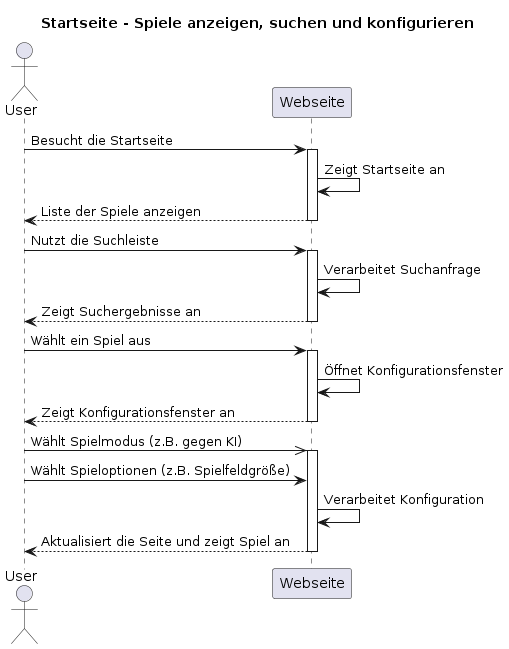 Startseite - Spiele anzeigen, suchen und konfigurieren
User
Webseite
Besucht die Startseite
Zeigt Startseite an
Liste der Spiele anzeigen
Nutzt die Suchleiste
Verarbeitet Suchanfrage
Zeigt Suchergebnisse an
Wählt ein Spiel aus
Öffnet Konfigurationsfenster
Zeigt Konfigurationsfenster an
Wählt Spielmodus (z.B. gegen KI)
Wählt Spieloptionen (z.B. Spielfeldgröße)
Verarbeitet Konfiguration
Aktualisiert die Seite und zeigt Spiel an
User
Webseite